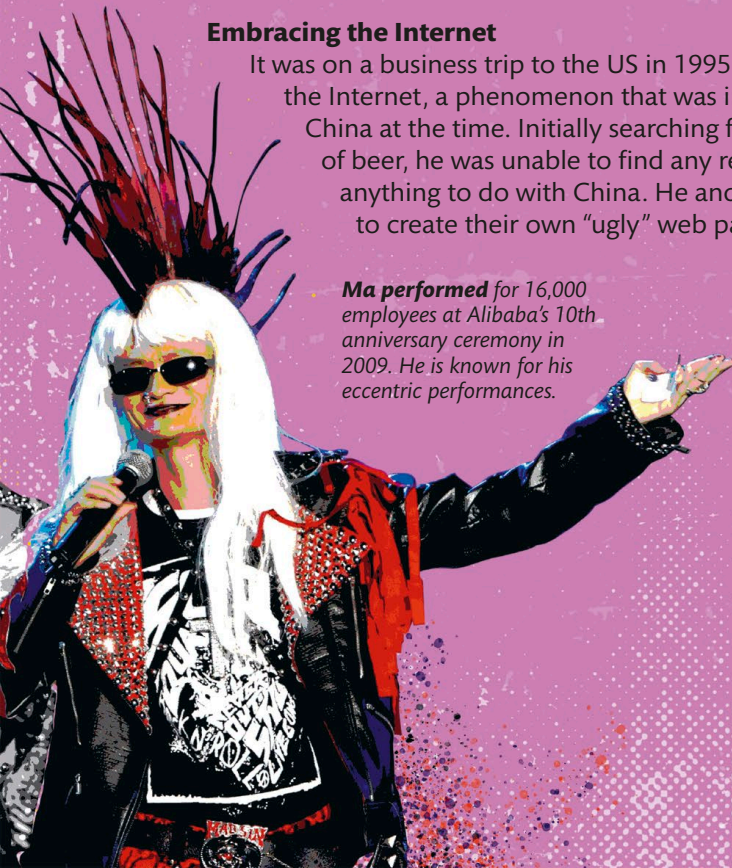 Embracing the Internet
It was on a business trip to the US in 1995
the Internet, a phenomenon that was i
China at the time. Initially searching f
of beer, he was unable to find any re
anything to do with China. He and
to create their own “ugly” web pa
Ma performed for 16,000
employees at Alibaba’s 10th
anniversary ceremony in
2009. He is known for his
eccentric performances.